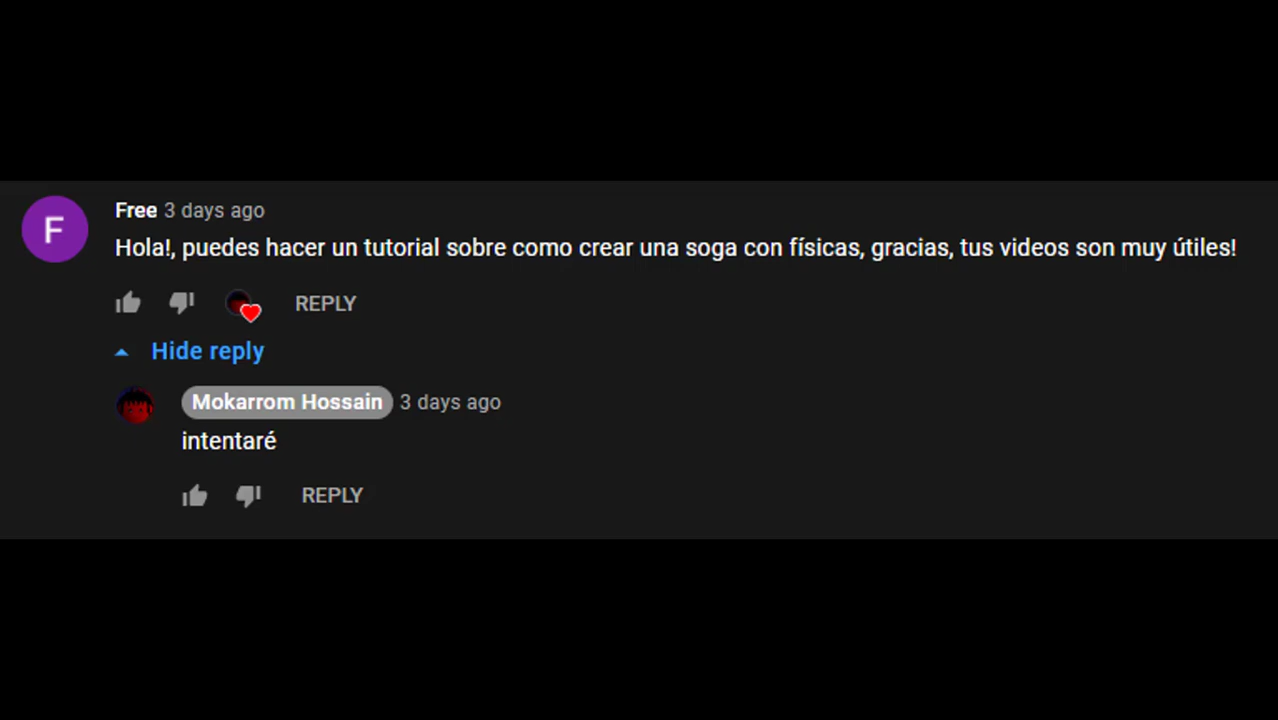 F
Free 3 days ago
Hola!, puedes hacer un tutorial sobre como crear una soga con físicas, gracias, tus videos son muy útiles!
REPLY
Hide reply
Mokarrom Hossain 3 days ago
intentaré
REPLY